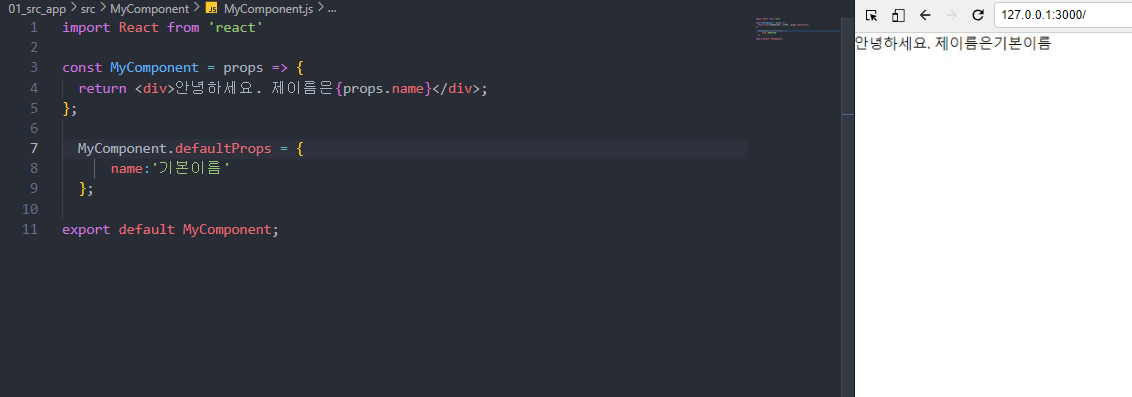 01_src_app > src > MyComponent > JS MyComponent.js > ...
1 import React from 'react'
2
3 const MyComponent = props => {
4 return <div>안녕하세요. 제이름은{props.name}</div>;
5 };
6
7 MyComponent.defaultProps = {
8 name:'기본이름'
9 };
10
11 export default MyComponent;
127.0.0.1:3000/
안녕하세요. 제이름은기본이름